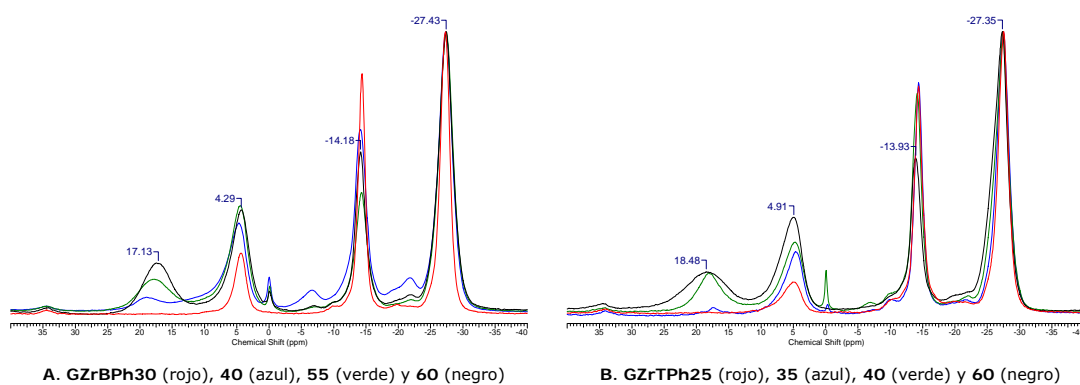 -27.43
-14.18
4.29
17.13
35 30 25 20 15 10 5 0 -5 -10 -15 -20 -25 -30 -35 -40
Chemical Shift (ppm)
A. GZrBPh30 (rojo), 40 (azul), 55 (verde) y 60 (negro)
-27.35
-13.93
4.91
18.48
35 30 25 20 15 10 5 0 -5 -10 -15 -20 -25 -30 -35 -40
Chemical Shift (ppm)
B. GZrTPh25 (rojo), 35 (azul), 40 (verde) y 60 (negro)